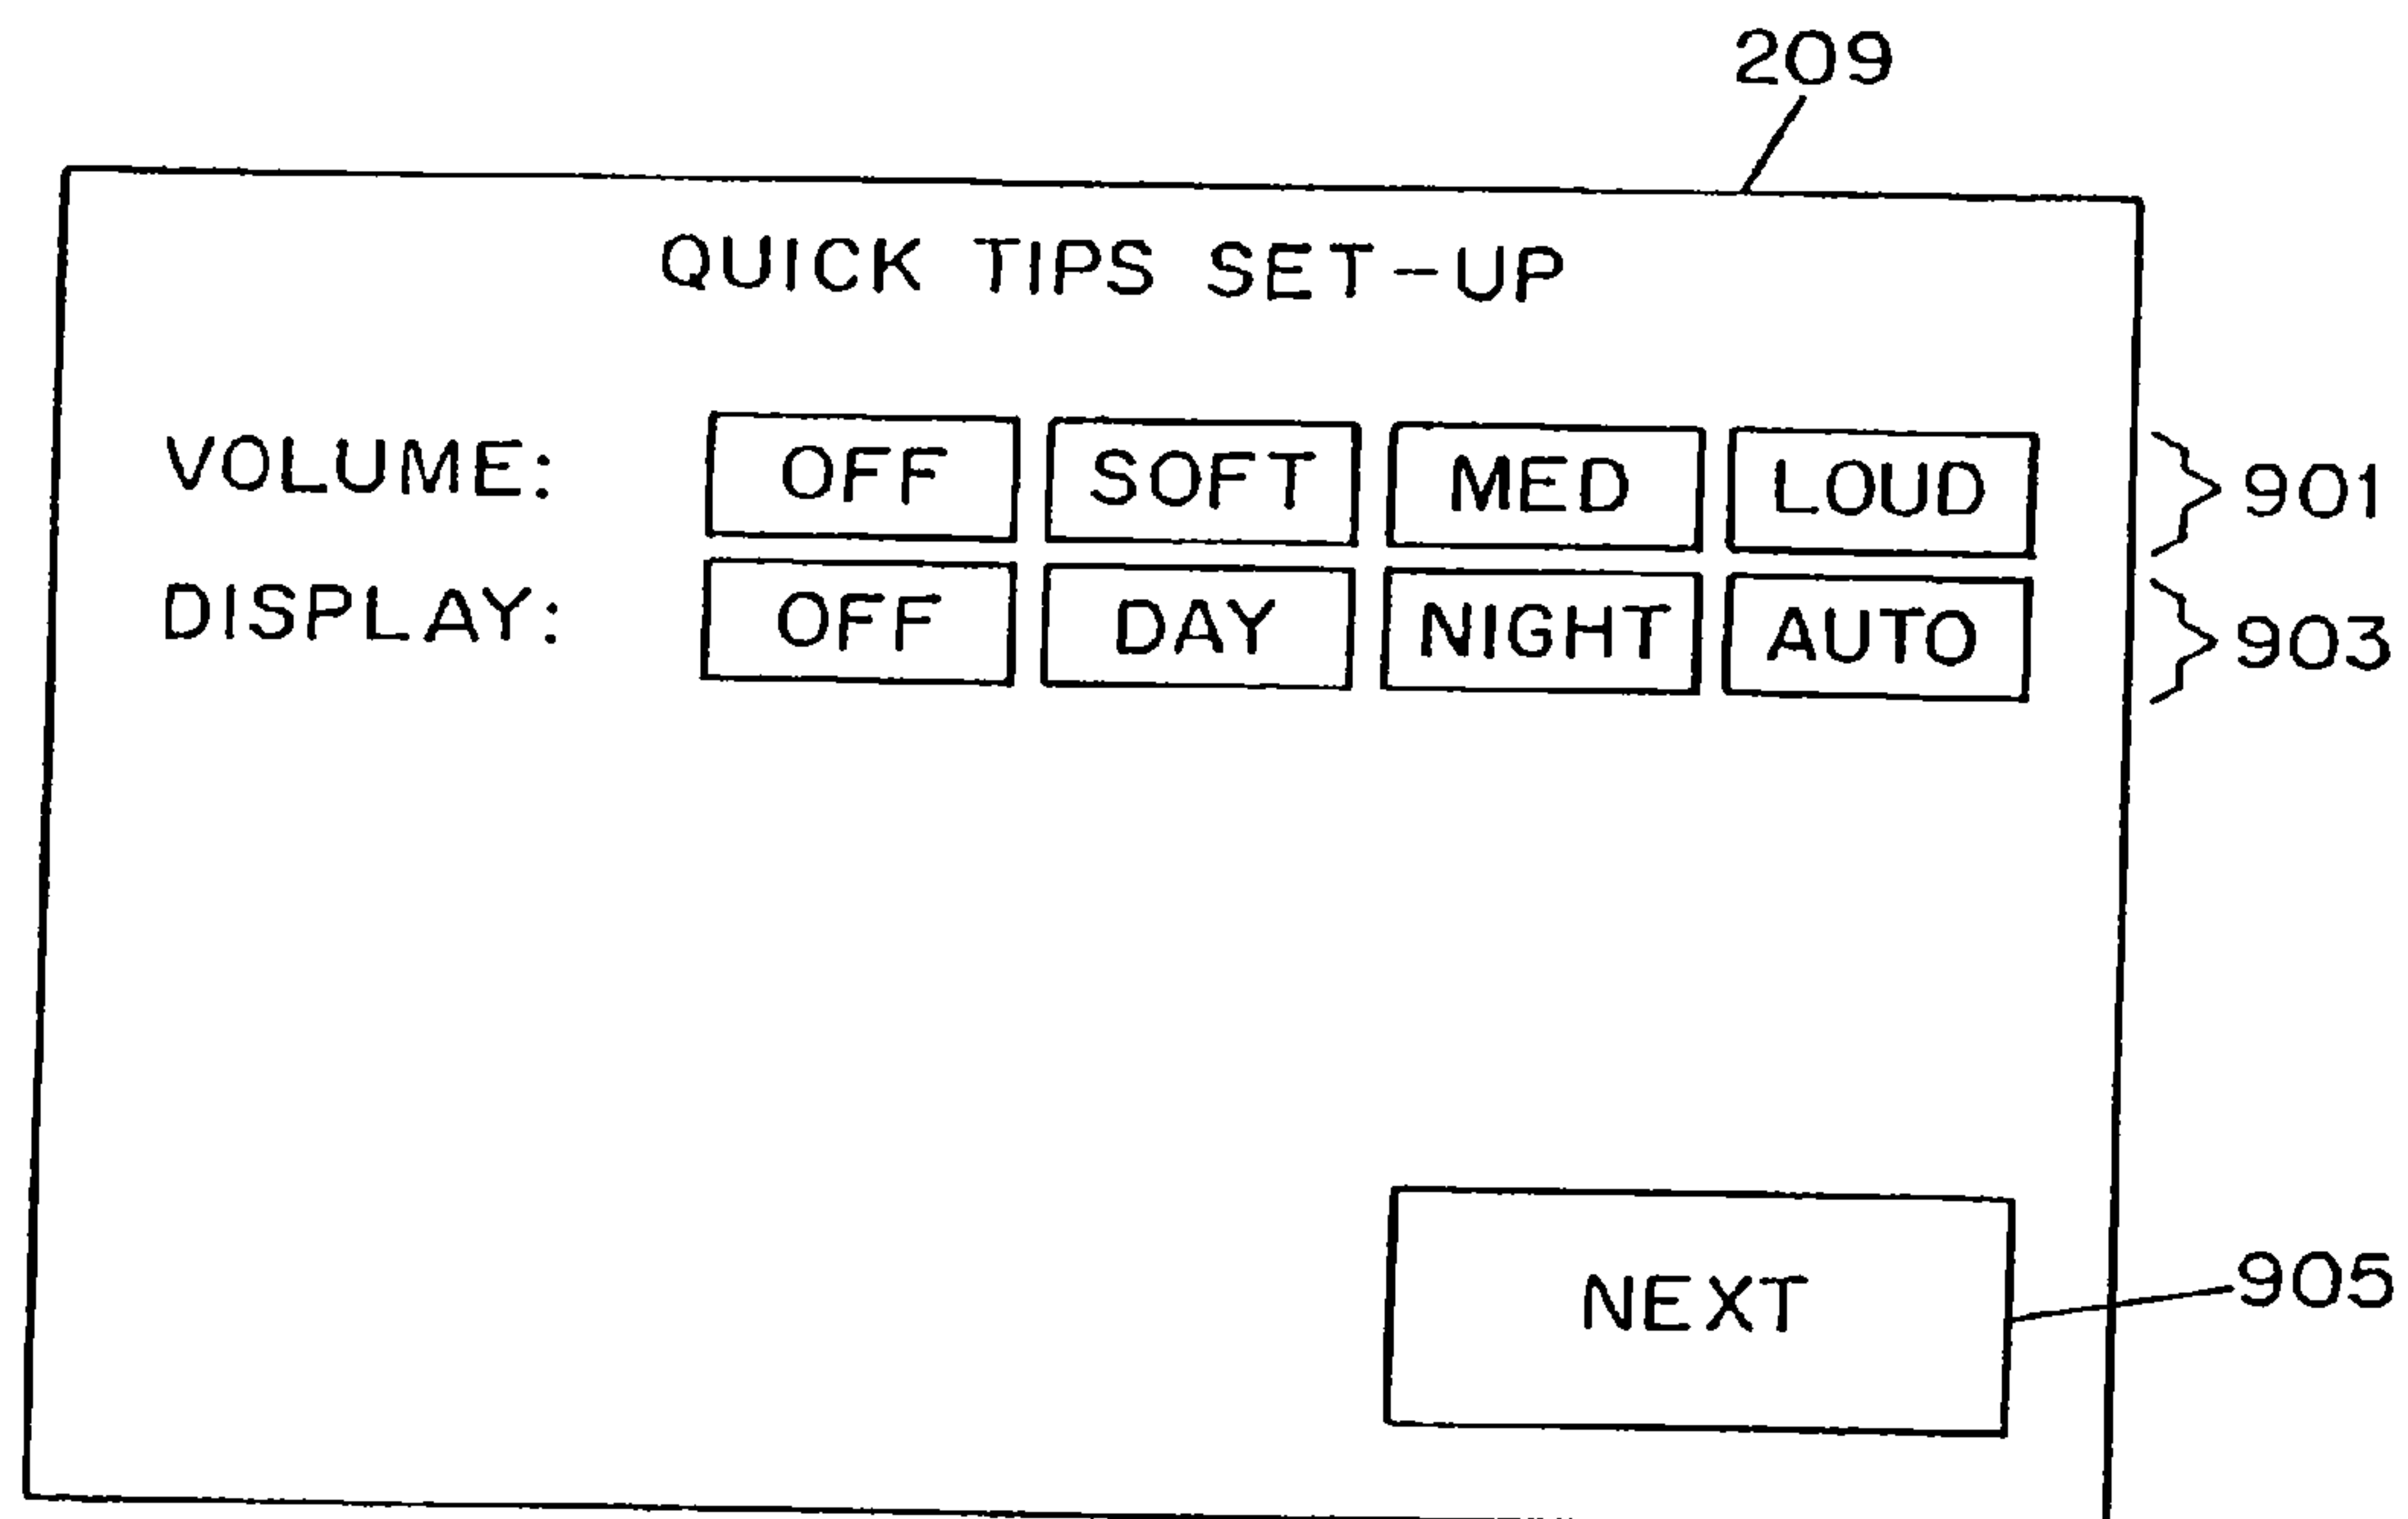 209
QUICK TIPS SET-UP
VOLUME: OFF SOFT MED LOUD 901
DISPLAY: OFF DAY NIGHT AUTO 903
NEXT 905